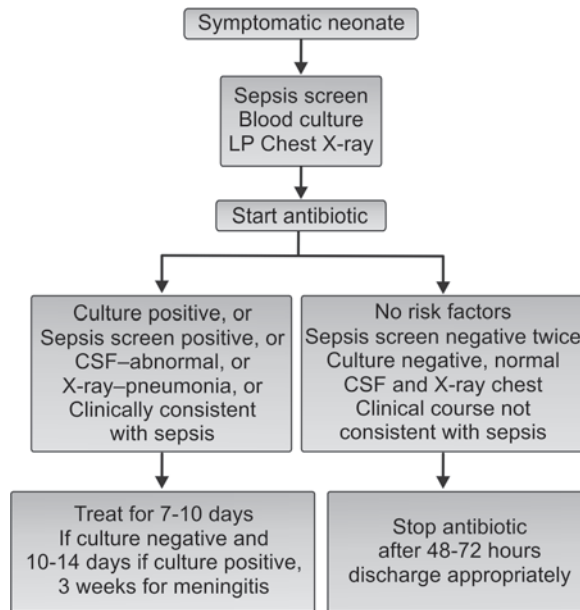 Symptomatic neonate
Sepsis screen
Blood culture
LP Chest X-ray
Start antibiotic
Culture positive, or
Sepsis screen positive, or
CSF–abnormal, or
X-ray–pneumonia, or
Clinically consistent
with sepsis
No risk factors
Sepsis screen negative twice
Culture negative, normal
CSF and X-ray chest
Clinical course not
consistent with sepsis
Treat for 7-10 days
If culture negative and
10-14 days if culture positive,
3 weeks for meningitis
Stop antibiotic
after 48-72 hours
discharge appropriately